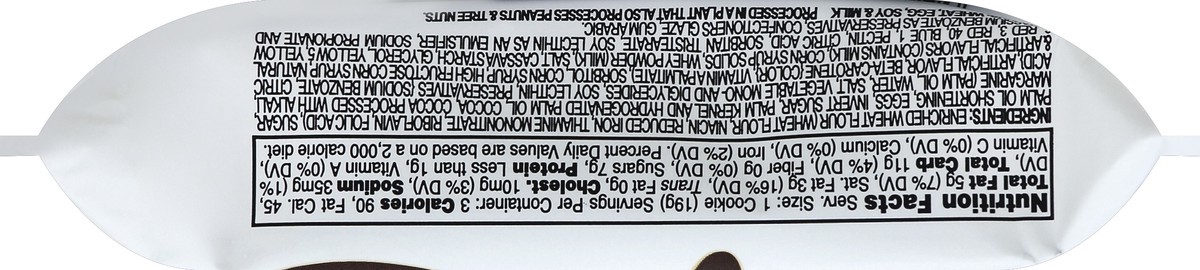 Nutrition Facts Serv. Size: 1 Cookie (19g) Servings Per Container: 3 Calories 90, Fat Cal. 45,
Total Fat 5g (7% DV), Sat. Fat 3g (16% DV), Trans Fat 0g, Cholest. 10mg (3% DV), Sodium 35mg (1%
DV), Total Carb 11g (4% DV), Fiber 0g (0% DV), Sugars 7g, Protein Less than 1g, Vitamin A (0% DV),
Vitamin C (0% DV), Calcium (0% DV), Iron (2% DV). Percent Daily Values are based on a 2,000 calorie diet.
INGREDIENTS: ENRICHED WHEAT FLOUR (WHEAT FLOUR, NIACIN, REDUCED IRON, THIAMINE MONONITRATE, RIBOFLAVIN, FOLIC ACID), SUGAR,
PALM OIL SHORTENING, EGGS, INVERT SUGAR, PALM KERNEL AND HYDROGENATED PALM OIL, COCOA, COCOA PROCESSED WITH ALKALI,
MARGARINE (PALM OIL, WATER, SALT, VEGETABLE MONO- AND DIGLYCERIDES, SOY LECITHIN, PRESERVATIVES (SODIUM BENZOATE, CITRIC
ACID), ARTIFICIAL FLAVOR, BETA-CAROTENE (COLOR), VITAMIN A PALMITATE, SORBITOL, CORN SYRUP, HIGH FRUCTOSE CORN SYRUP, NATURAL
& ARTIFICIAL FLAVORS (CONTAINS MILK), CORN SYRUP SOLIDS, WHEY POWDER (MILK), SALT, CASSAVA STARCH, GLYCEROL, YELLOW 5, YELLOW
RED 3, RED 40, BLUE 1, PECTIN, CITRIC ACID, SORBITAN TRISTEARATE, SOY LECITHIN AS AN EMULSIFIER, SODIUM PROPIONATE AND
SODIUM BENZOATE AS PRESERVATIVES, CONFECTIONERS GLAZE, GUM ARABIC.
WHEAT, EGG, SOY, & MILK. PROCESSED IN A PLANT THAT ALSO PROCESSES PEANUTS & TREE NUTS.